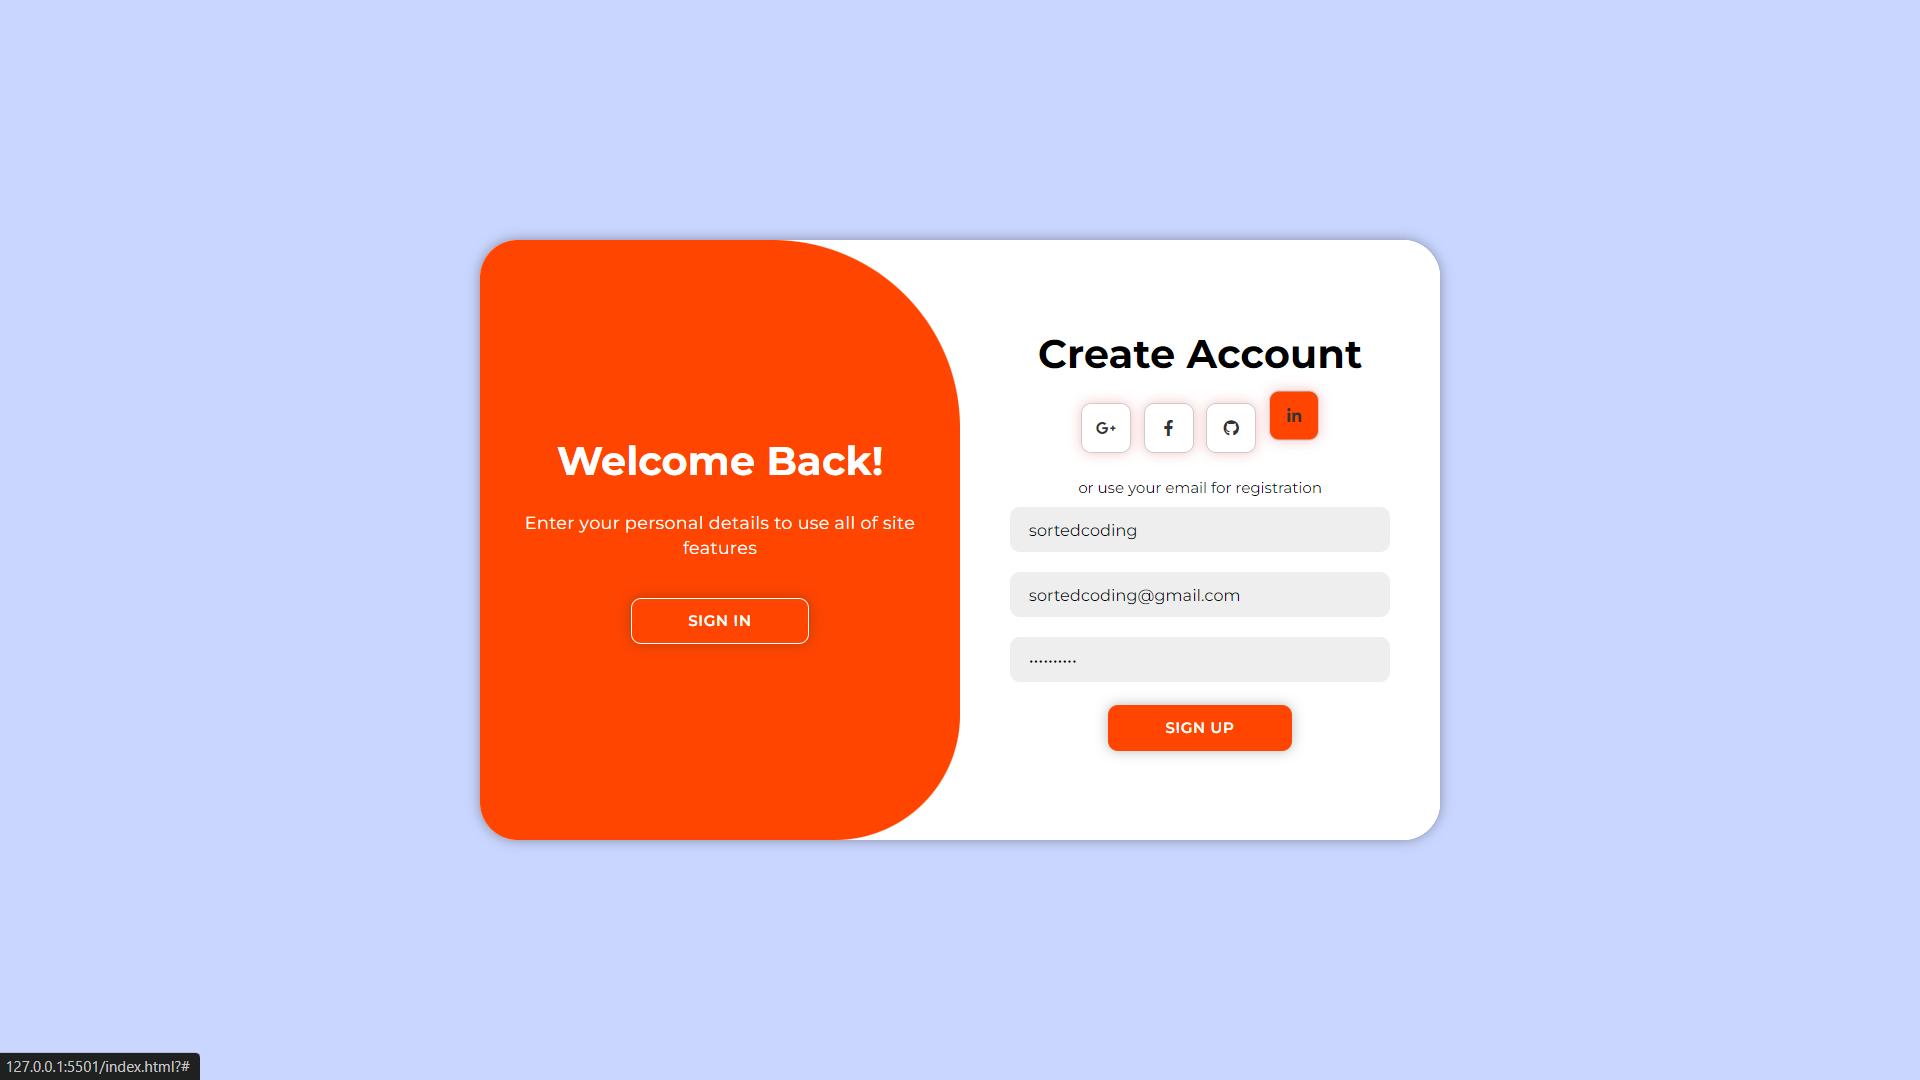 Welcome Back!
Enter your personal details to use all of site
features
SIGN IN
Create Account
G+
f
in
or use your email for registration
sortedcoding
sortedcoding@gmail.com
··········
SIGN UP
127.0.0.1:5501/index.html?#